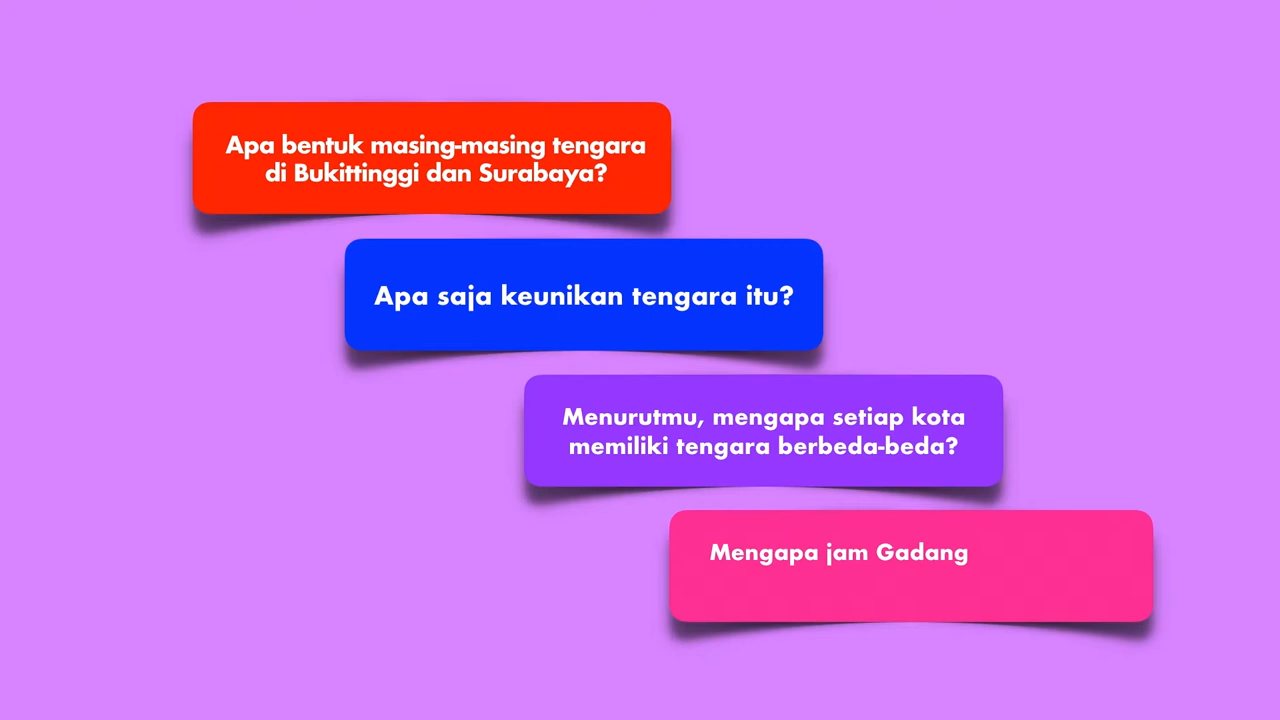 Apa bentuk masing-masing tengara
di Bukittinggi dan Surabaya?
Apa saja keunikan tengara itu?
Menurutmu, mengapa setiap kota
memiliki tengara berbeda-beda?
Mengapa jam Gadang